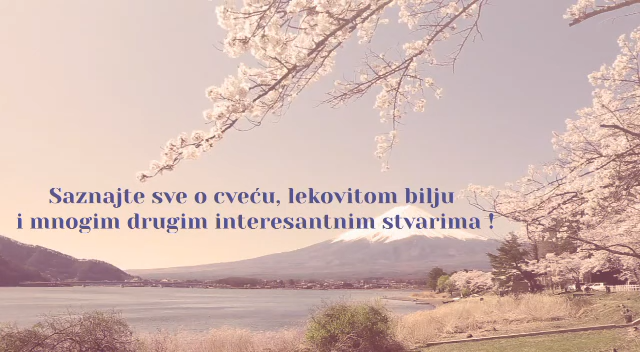 Saznajte sve o cveću, lekovitom bilju
i mnogim drugim interesantnim stvarima !